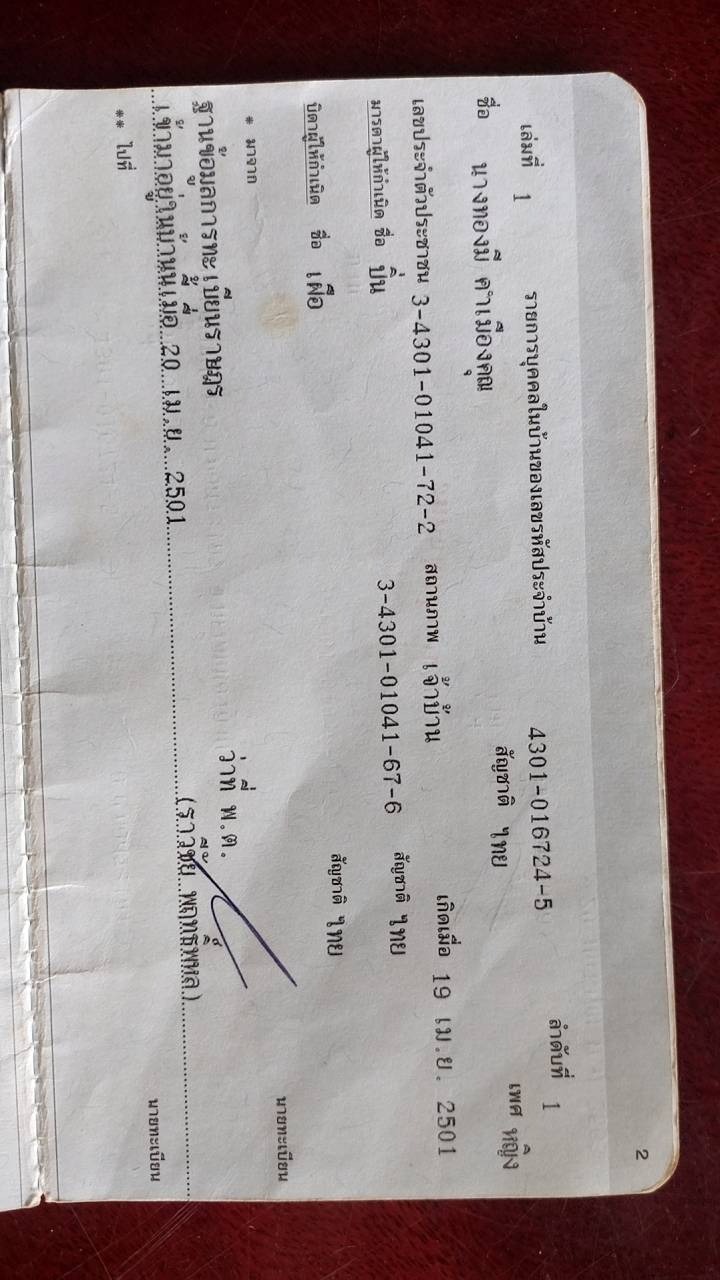 2
เล่มที่ 1 รายการบุคคลในบ้านของเลขรหัสประจำบ้าน 4301-016724-5 ลำดับที่ 1
ชื่อ นางทองมี คำเมืองคุณ สัญชาติ ไทย เพศ หญิง
เลขประจำตัวประชาชน 3-4301-01041-72-2 สถานภาพ เจ้าบ้าน เกิดเมื่อ 19 เม.ย. 2501
มารดาผู้ให้กำเนิด ชื่อ บิ่น 3-4301-01041-67-6 สัญชาติ ไทย
บิดาผู้ให้กำเนิด ชื่อ เผือ สัญชาติ ไทย
* มาจาก
ฐานข้อมูลการทะเบียนราษฎร ว่าที่ พ.ต. นายทะเบียน
เข้ามาอยู่ในบ้านนี้เมื่อ 20 เม.ย. 2501 (ราวีชัย พฤทธิ์พหล)
** ไปที่ นายทะเบียน